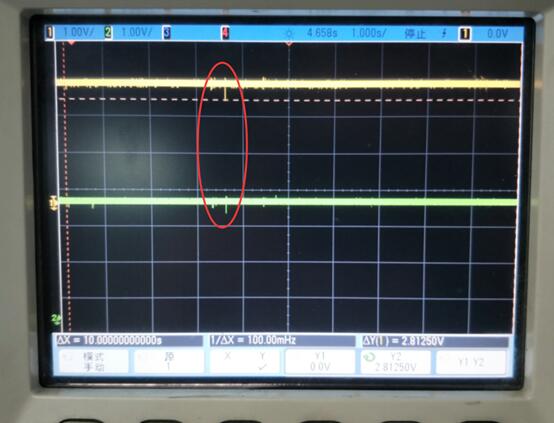 1 1.00V/ 2 1.00V/ 3 4 4.658s 1.000s/ 停止 1 0.0V
2
ΔX = 10.000000000000s 1/ΔX = 100.00mHz ΔY(1) = 2.81250V
模式 源 X Y Y1 Y2 Y1 Y2
手动 1 ✓ 0.0V 2.81250V